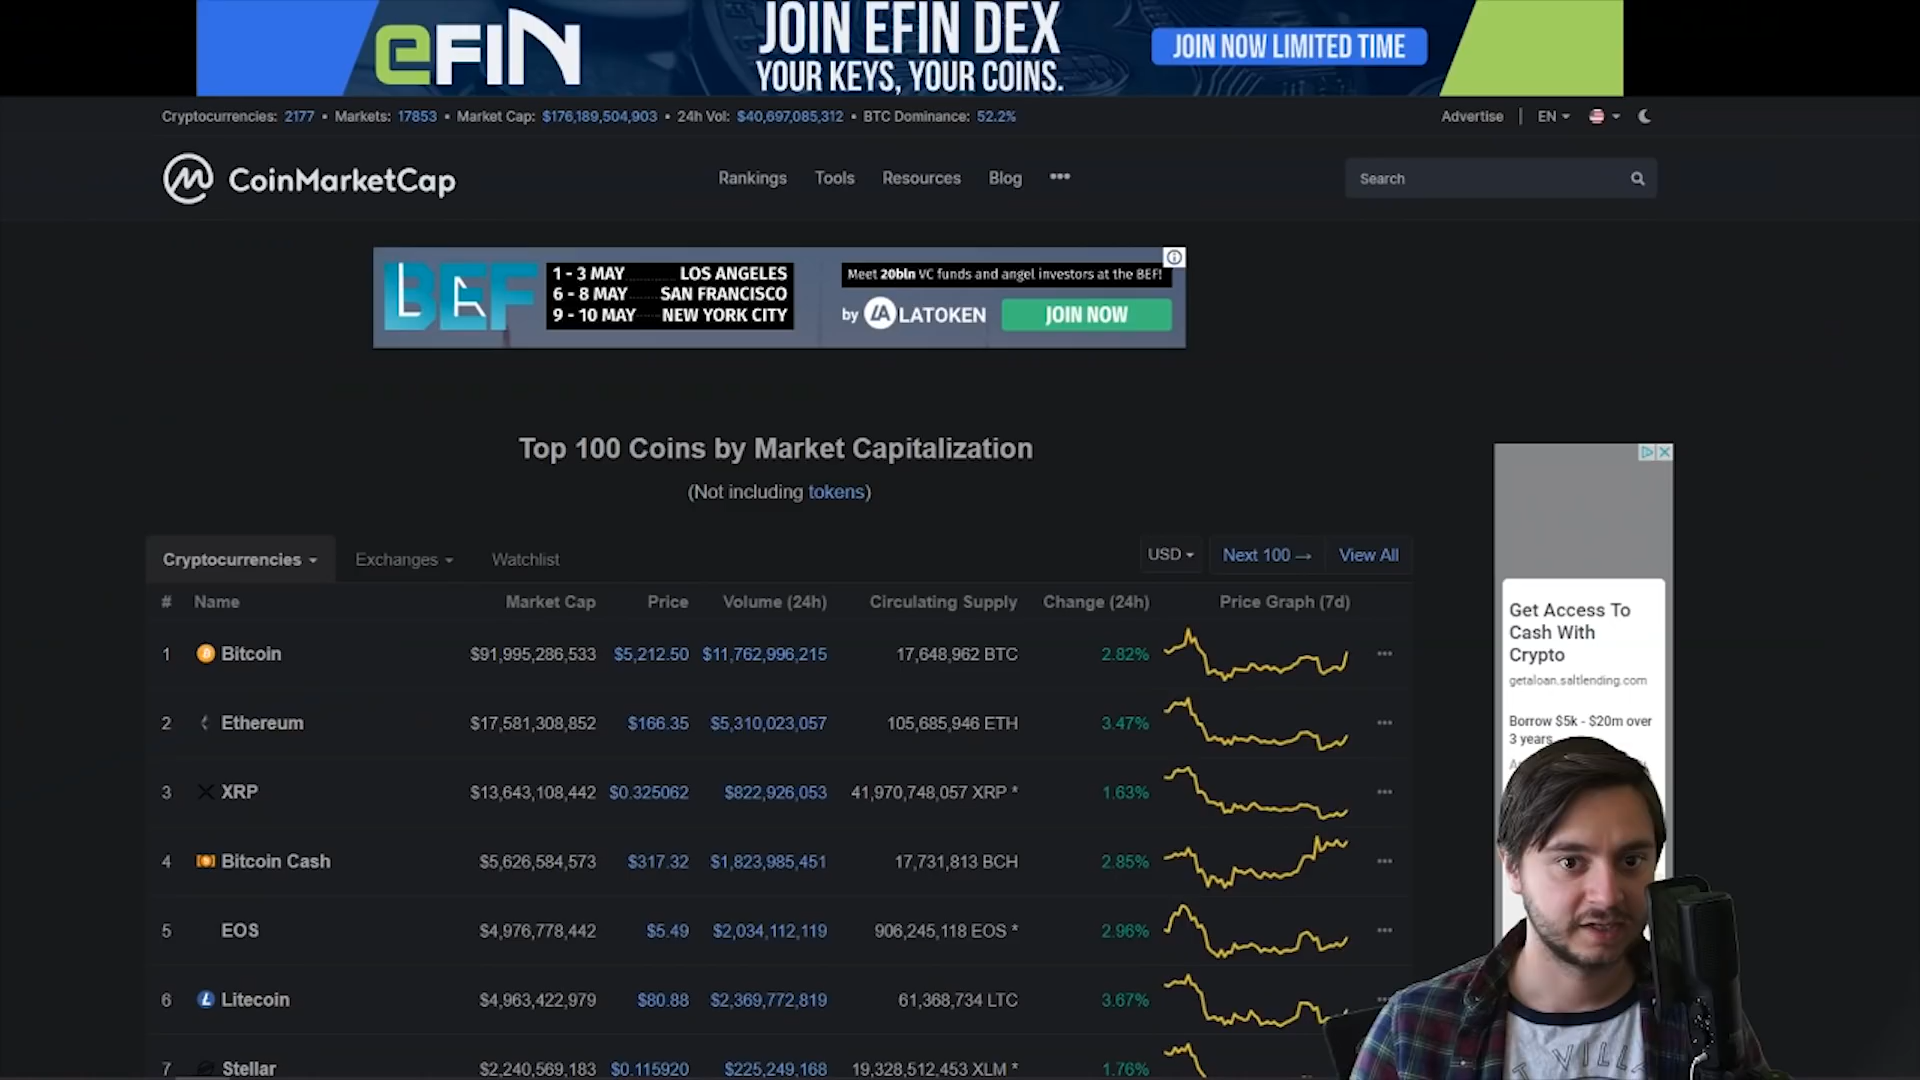 eFIN
JOIN EFIN DEX
YOUR KEYS, YOUR COINS.
JOIN NOW LIMITED TIME
Cryptocurrencies: 2177 • Markets: 17853 • Market Cap: $176,189,504,903 • 24h Vol: $40,697,085,312 • BTC Dominance: 52.2%
Advertise | EN
CoinMarketCap
Rankings Tools Resources Blog •••
Search
BEF
1 - 3 MAY LOS ANGELES
6 - 8 MAY SAN FRANCISCO
9 - 10 MAY NEW YORK CITY
Meet 20bln VC funds and angel investors at the BEF!
by LA LATOKEN JOIN NOW
Top 100 Coins by Market Capitalization
(Not including tokens)
Cryptocurrencies Exchanges Watchlist USD Next 100 → View All
# Name Market Cap Price Volume (24h) Circulating Supply Change (24h) Price Graph (7d)
1 Bitcoin $91,995,286,533 $5,212.50 $11,762,996,215 17,648,962 BTC 2.82%
2 Ethereum $17,581,308,852 $166.35 $5,310,023,057 105,685,946 ETH 3.47%
3 XRP $13,643,108,442 $0.325062 $822,926,053 41,970,748,057 XRP * 1.63%
4 Bitcoin Cash $5,626,584,573 $317.32 $1,823,985,451 17,731,813 BCH 2.85%
5 EOS $4,976,778,442 $5.49 $2,034,112,119 906,245,118 EOS * 2.96%
6 Litecoin $4,963,422,979 $80.88 $2,369,772,819 61,368,734 LTC 3.67%
7 Stellar $2,240,569,183 $0.115920 $225,249,168 19,328,512,453 XLM * 1.76%
Get Access To
Cash With
Crypto
getaloan.saltlending.com
Borrow $5k - $20m over
3 years